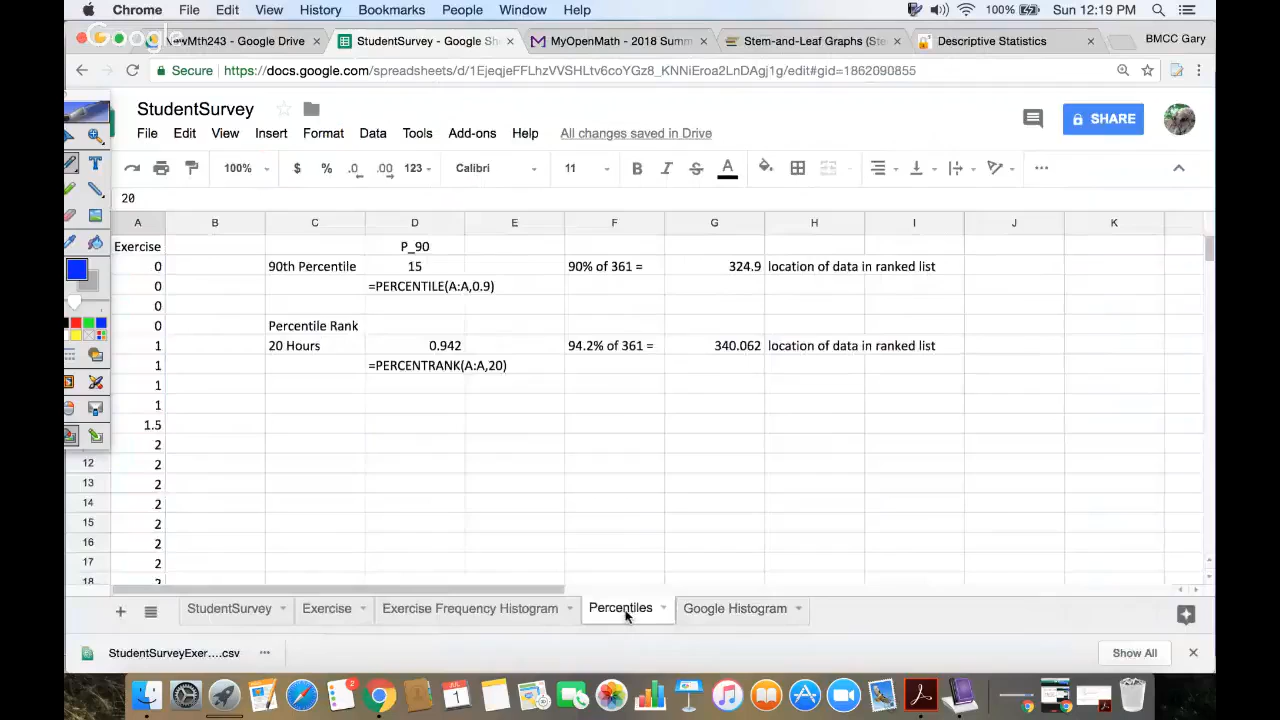 Chrome File Edit View History Bookmarks People Window Help 100% Sun 12:19 PM
Google
NewMth243 - Google Drive StudentSurvey - Google Sh MyOpenMath - 2018 Summ Stem-and-Leaf Graphs (Ste Descriptive Statistics BMCC Gary
Secure https://docs.google.com/spreadsheets/d/1EjeqjeFFLhzVVSHLtv6coYGz8_KNNiEroa2LnDAgj1g/edit#gid=1862090855
StudentSurvey
File Edit View Insert Format Data Tools Add-ons Help All changes saved in Drive SHARE
100% $ % .0 .00 123 Calibri 11 B I S A
20
A B C D E F G H I J K
Exercise P_90
0 90th Percentile 15 90% of 361 = 324.9 location of data in ranked list
0 =PERCENTILE(A:A,0.9)
0
0 Percentile Rank
1 20 Hours 0.942 94.2% of 361 = 340.062 location of data in ranked list
1 =PERCENTRANK(A:A,20)
1
1
1.5
2
12 2
13 2
14 2
15 2
16 2
17 2
18 2
StudentSurvey Exercise Exercise Frequency Histogram Percentiles Google Histogram
StudentSurveyExer....csv Show All